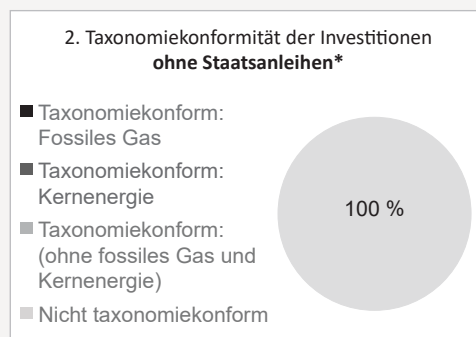 2. Taxonomiekonformität der Investitionen
ohne Staatsanleihen*
Taxonomiekonform:
Fossiles Gas
Taxonomiekonform:
Kernenergie
Taxonomiekonform:
(ohne fossiles Gas und
Kernenergie)
Nicht taxonomiekonform
100 %